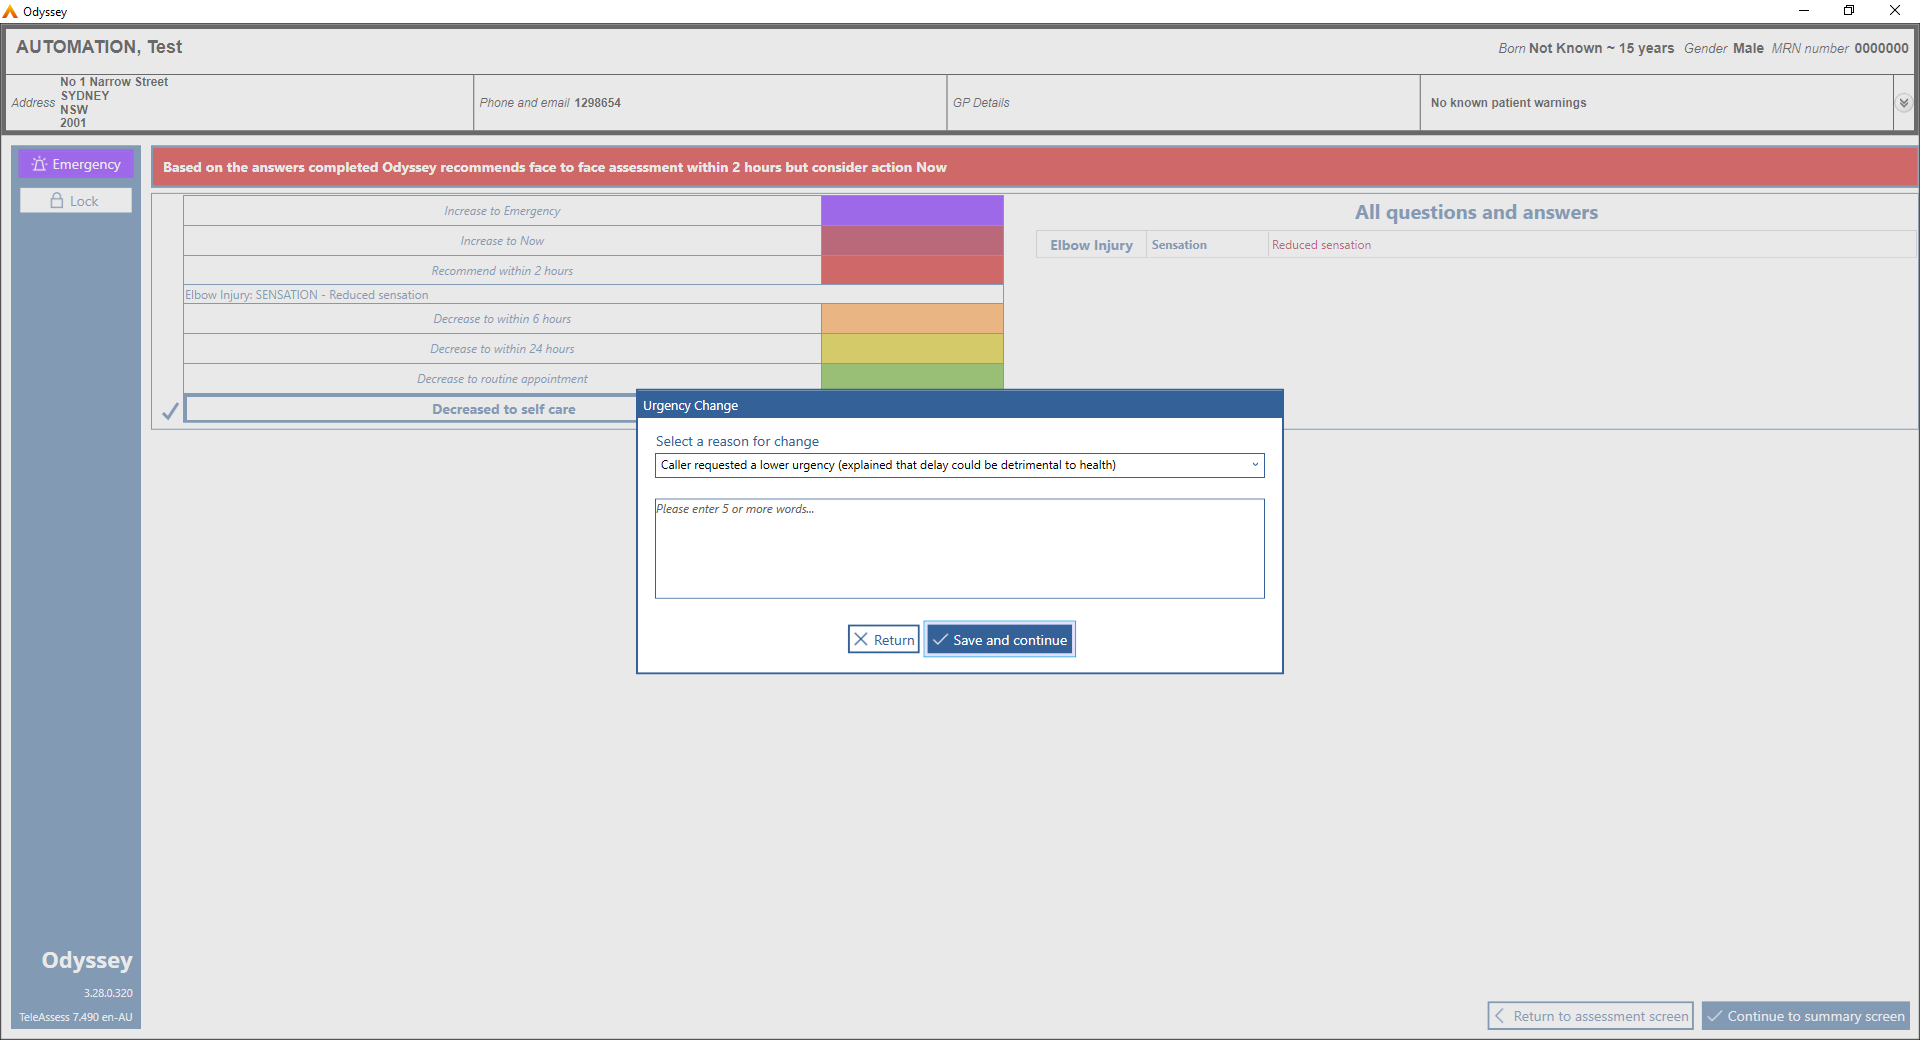 Odyssey
AUTOMATION, Test
Born Not Known ~ 15 years Gender Male MRN number 0000000
Address
No 1 Narrow Street
SYDNEY
NSW
2001
Phone and email 1298654
GP Details
No known patient warnings
Emergency
Lock
Based on the answers completed Odyssey recommends face to face assessment within 2 hours but consider action Now
Increase to Emergency
Increase to Now
Recommend within 2 hours
Elbow Injury: SENSATION - Reduced sensation
Decrease to within 6 hours
Decrease to within 24 hours
Decrease to routine appointment
Decreased to self care
All questions and answers
Elbow Injury Sensation Reduced sensation
Urgency Change
Select a reason for change
Caller requested a lower urgency (explained that delay could be detrimental to health)
Please enter 5 or more words...
Return
Save and continue
Odyssey
3.28.0.320
TeleAssess 7.490 en-AU
Return to assessment screen
Continue to summary screen